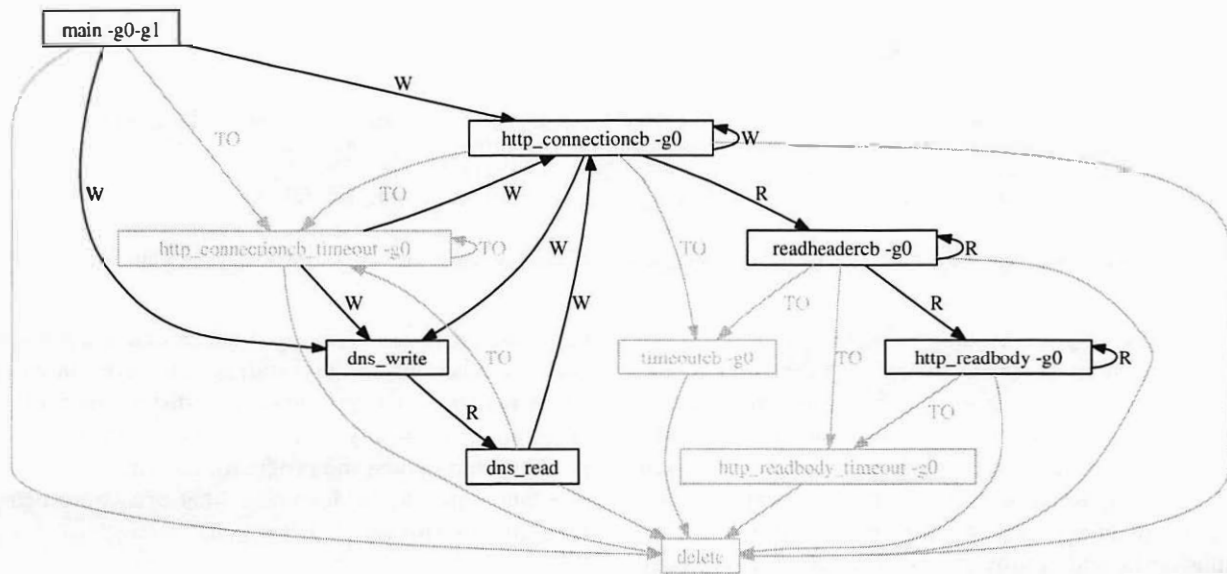 main -g0-g1
W
TO
http_connectioncb -g0
W
W
TO
W
R
http_connectioncb_timeout -g0
TO
W
TO
readheadercb -g0
R
W
W
TO
R
dns_write
TO
timeoutcb -g0
TO
http_readbody -g0
R
R
TO
dns_read
http_readbody_timeout -g0
delete